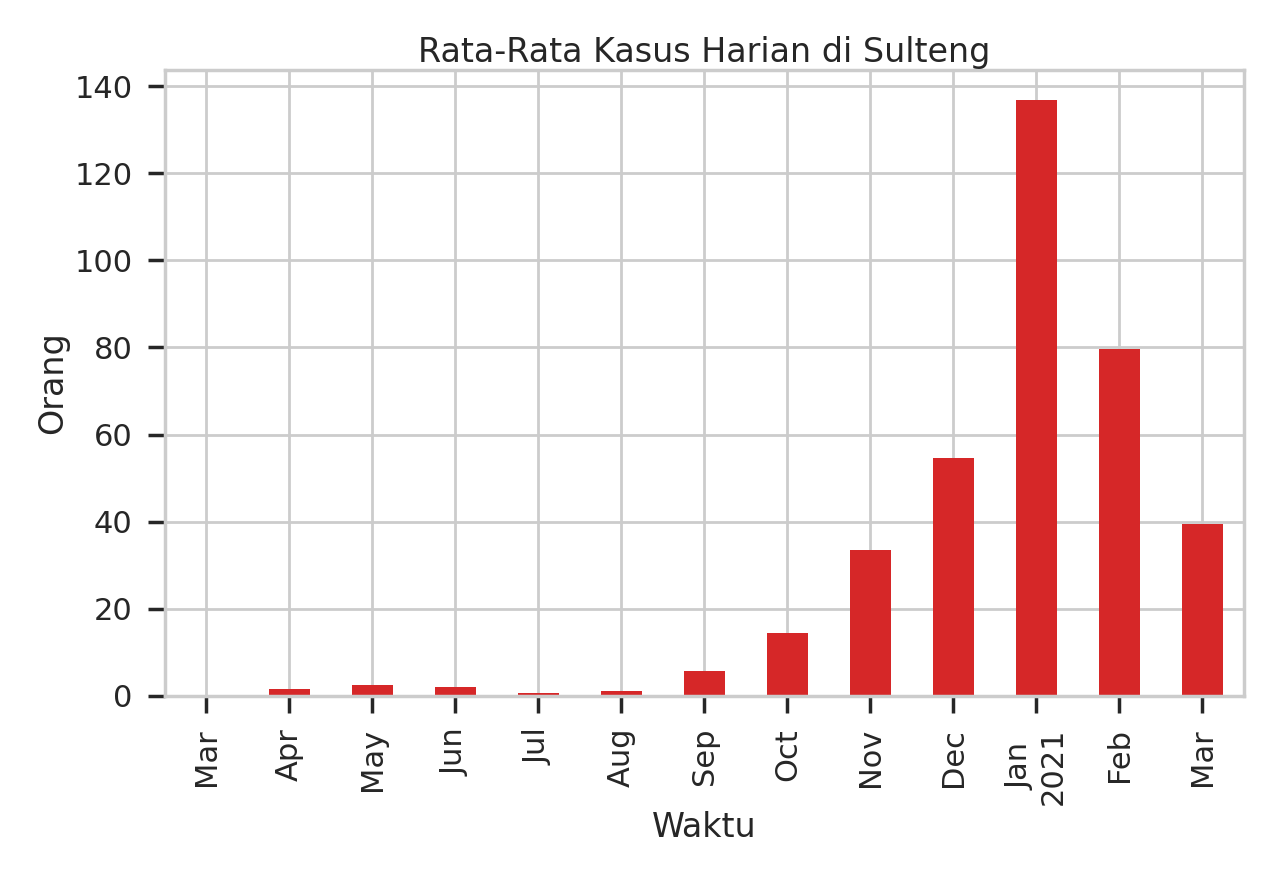 Rata-Rata Kasus Harian di Sulteng
140
120
100
80
60
40
20
0
Orang
Mar
Apr
May
Jun
Jul
Aug
Sep
Oct
Nov
Dec
Jan
2021
Feb
Mar
Waktu